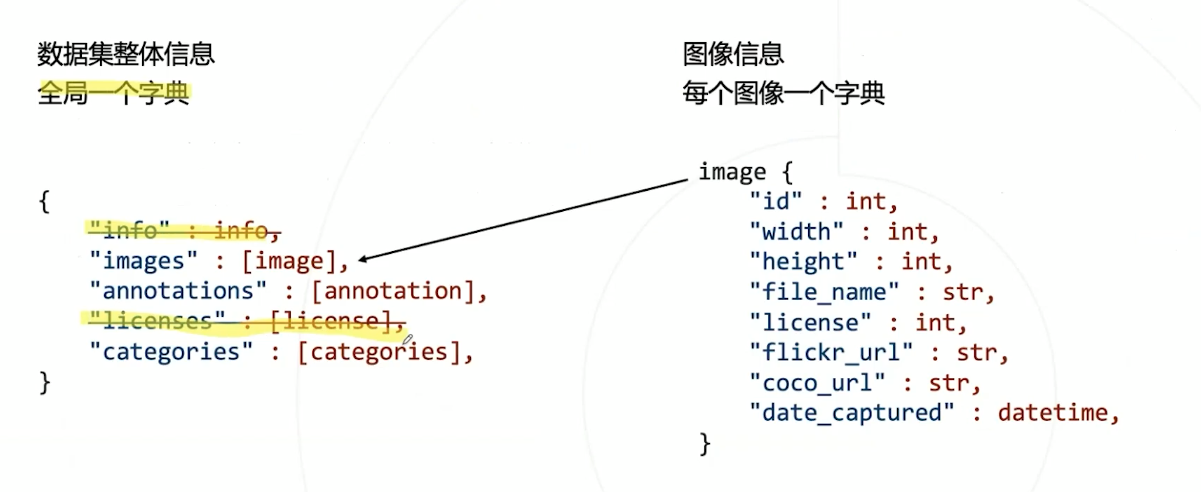 数据集整体信息
全局一个字典
{
"info" : info,
"images" : [image],
"annotations" : [annotation],
"licenses" : [license],
"categories" : [categories],
}
图像信息
每个图像一个字典
image {
"id" : int,
"width" : int,
"height" : int,
"file_name" : str,
"license" : int,
"flickr_url" : str,
"coco_url" : str,
"date_captured" : datetime,
}